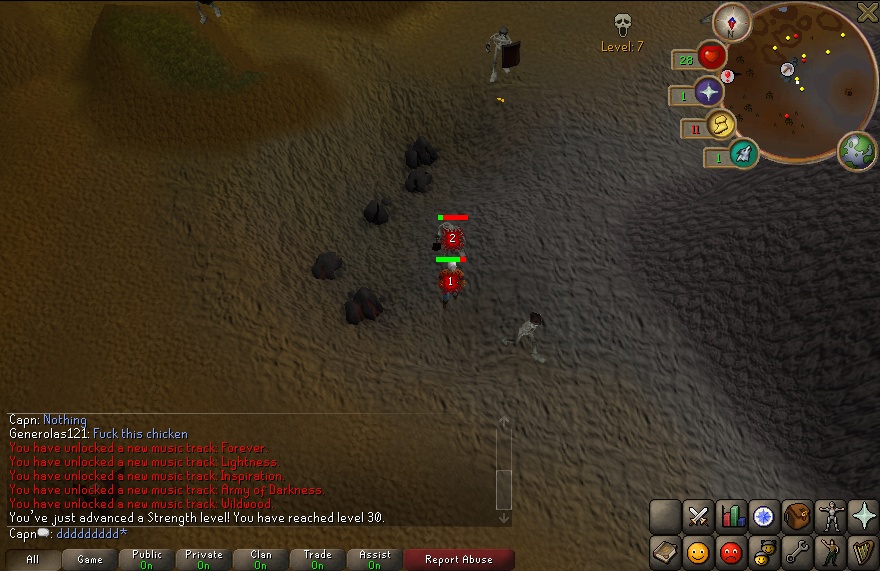 Level: 7
N
28
1
11
1
2
1
Capn: Nothing
Generolas121: Fuck this chicken
You have unlocked a new music track: Forever.
You have unlocked a new music track: Lightness.
You have unlocked a new music track: Inspiration.
You have unlocked a new music track: Army of Darkness.
You have unlocked a new music track: Wildwood.
You've just advanced a Strength level! You have reached level 30.
Capn: ddddddddd*
All Game Public Private Clan Trade Assist Report Abuse
On On On On On